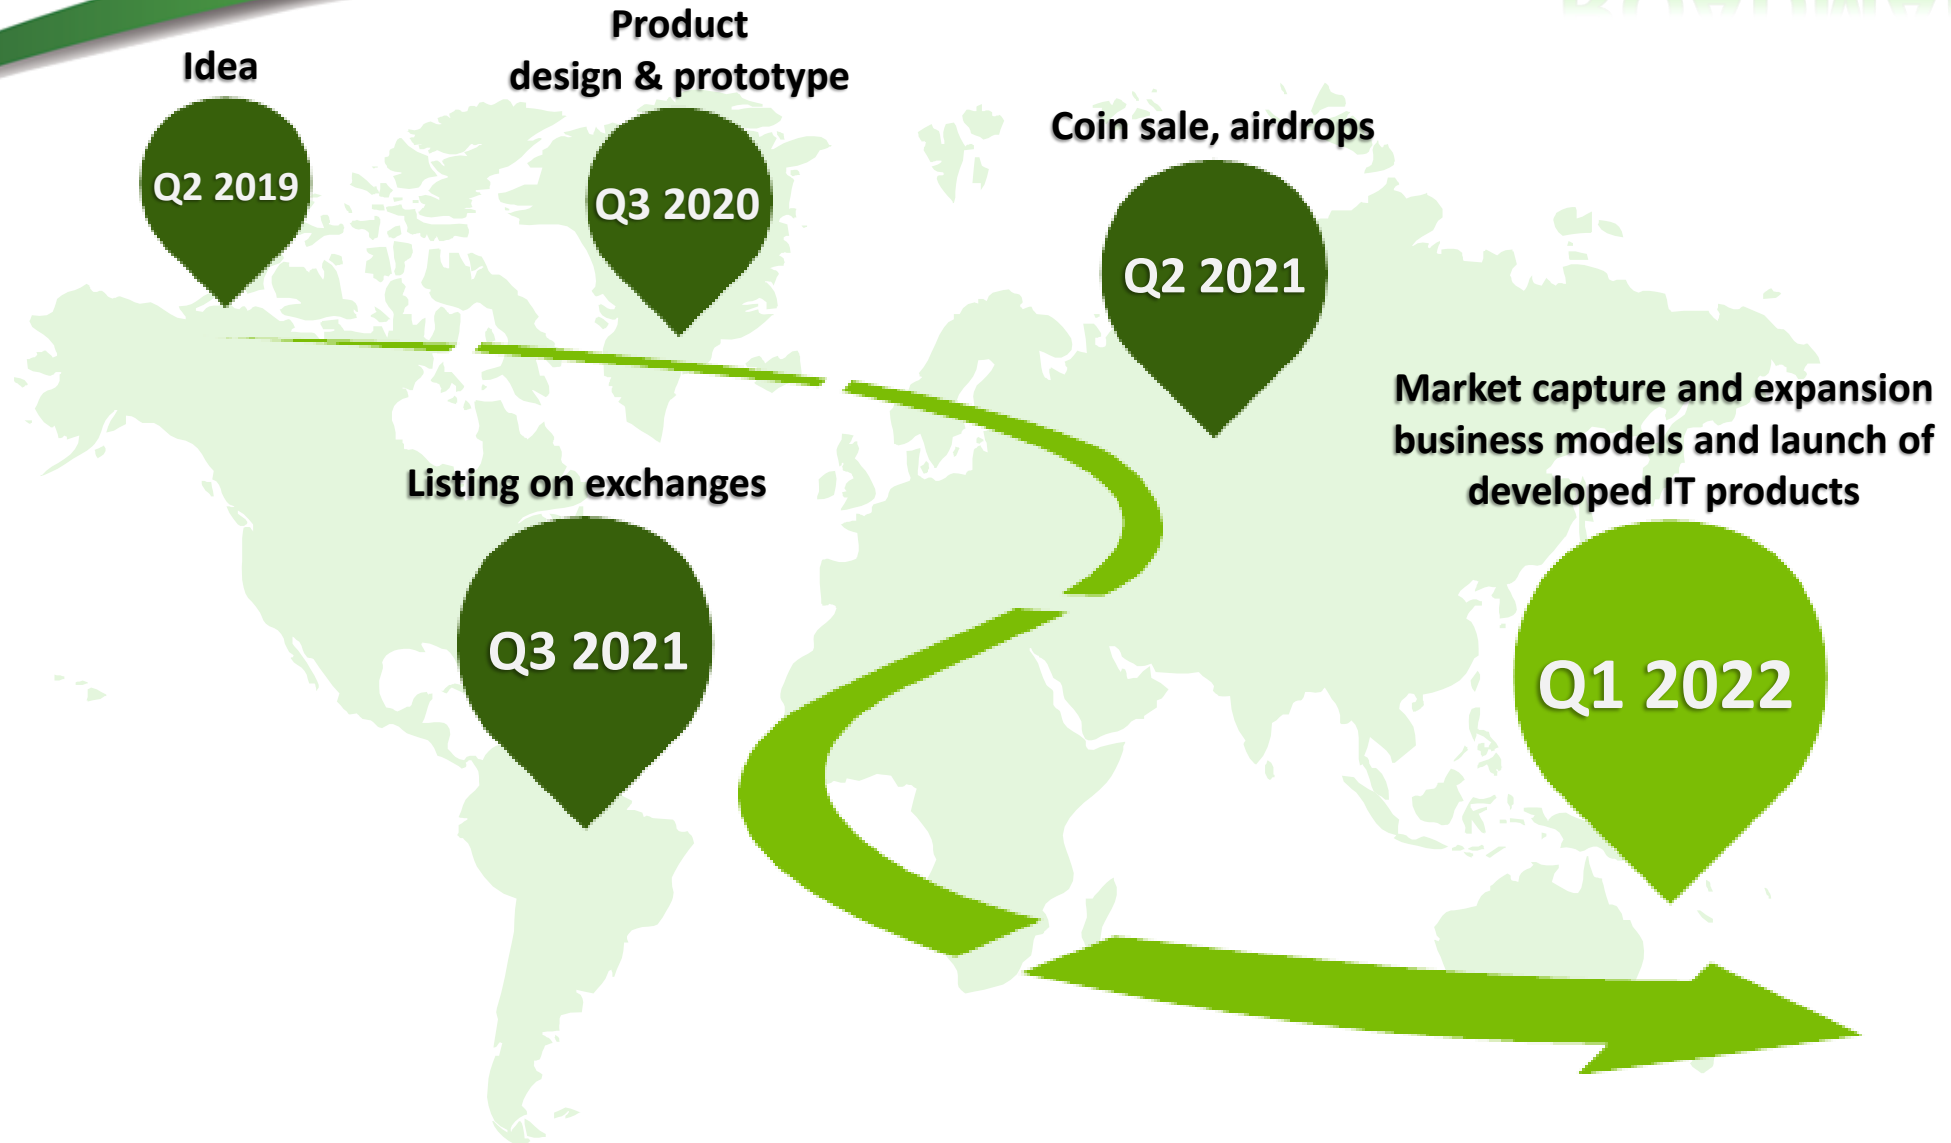 Idea
Q2 2019
Product
design & prototype
Q3 2020
Coin sale, airdrops
Q2 2021
Listing on exchanges
Q3 2021
Market capture and expansion
business models and launch of
developed IT products
Q1 2022